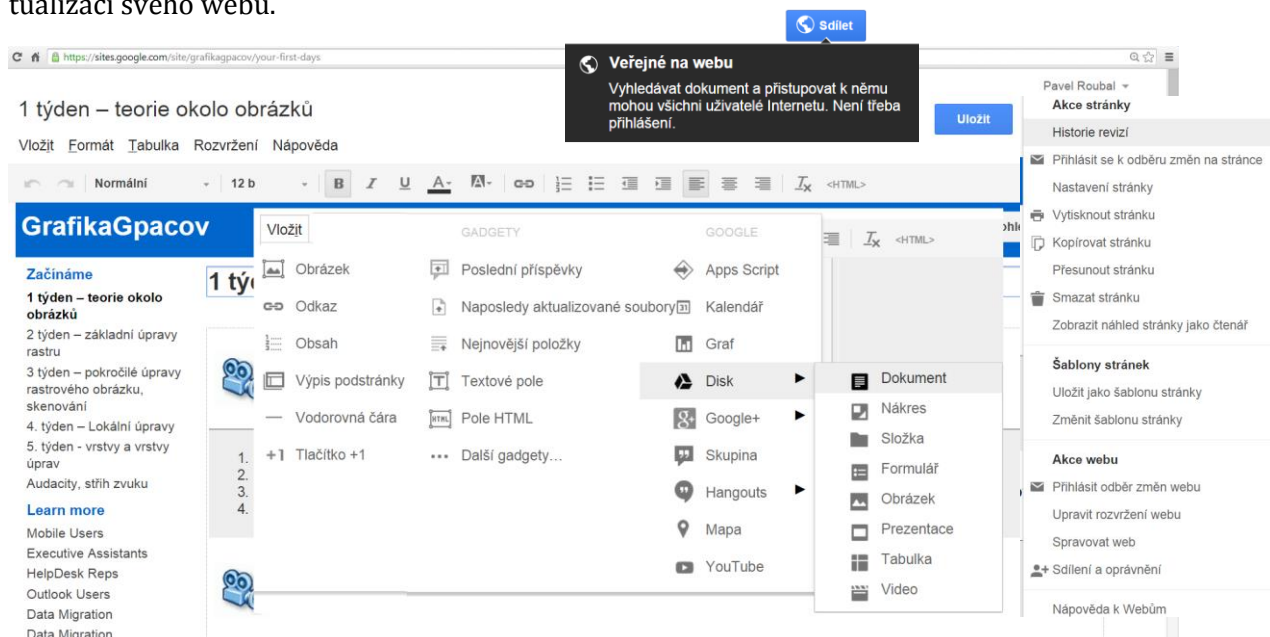 tualizaci svého webu.
Sdílet
https://sites.google.com/site/grafikagpacov/your-first-days
Veřejné na webu
Vyhledávat dokument a přistupovat k němu
mohou všichni uživatelé Internetu. Není třeba
přihlášení.
Pavel Roubal
1 týden – teorie okolo obrázků
Uložit
Vložit Formát Tabulka Rozvržení Nápověda
Normální 12 b B I U A A <HTML>
GrafikaGpacov
Začínáme
1 týden – teorie okolo
obrázků
2 týden – základní úpravy
rastru
3 týden – pokročilé úpravy
rastrového obrázku,
skenování
4. týden – Lokální úpravy
5. týden - vrstvy a vrstvy
úprav
Audacity, střih zvuku
Learn more
Mobile Users
Executive Assistants
HelpDesk Reps
Outlook Users
Data Migration
Data Migration
1 tý
1.
2.
3.
4.
Vložit
Obrázek
Odkaz
Obsah
Výpis podstránky
Vodorovná čára
+1 Tlačítko +1
GADGETY
Poslední příspěvky
Naposledy aktualizované soubory
Nejnovější položky
Textové pole
Pole HTML
Další gadgety…
GOOGLE
Apps Script
Kalendář
Graf
Disk
Google+
Skupina
Hangouts
Mapa
YouTube
<HTML>
Dokument
Nákres
Složka
Formulář
Obrázek
Prezentace
Tabulka
Video
Akce stránky
Historie revizí
Přihlásit se k odběru změn na stránce
Nastavení stránky
Vytisknout stránku
Kopírovat stránku
Přesunout stránku
Smazat stránku
Zobrazit náhled stránky jako čtenář
Šablony stránek
Uložit jako šablonu stránky
Změnit šablonu stránky
Akce webu
Přihlásit odběr změn webu
Upravit rozvržení webu
Spravovat web
Sdílení a oprávnění
Nápověda k Webům